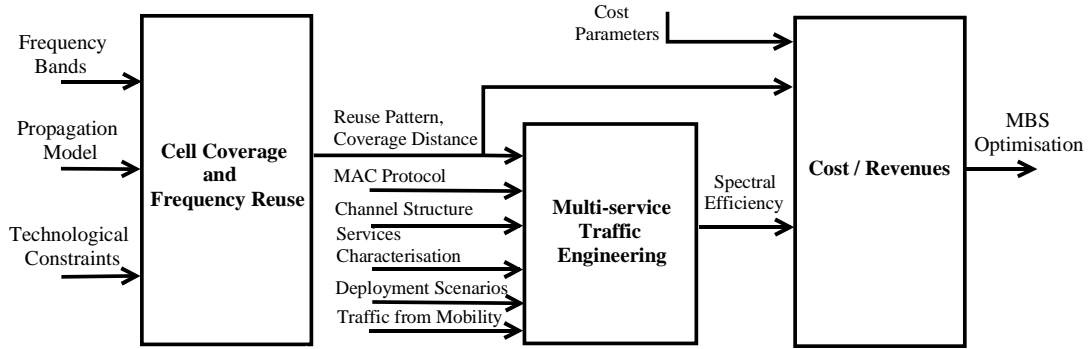 Frequency
Bands
Propagation
Model
Technological
Constraints
Cell Coverage
and
Frequency Reuse
Reuse Pattern,
Coverage Distance
MAC Protocol
Channel Structure
Services
Characterisation
Deployment Scenarios
Traffic from Mobility
Multi-service
Traffic
Engineering
Cost
Parameters
Spectral
Efficiency
Cost / Revenues
MBS
Optimisation